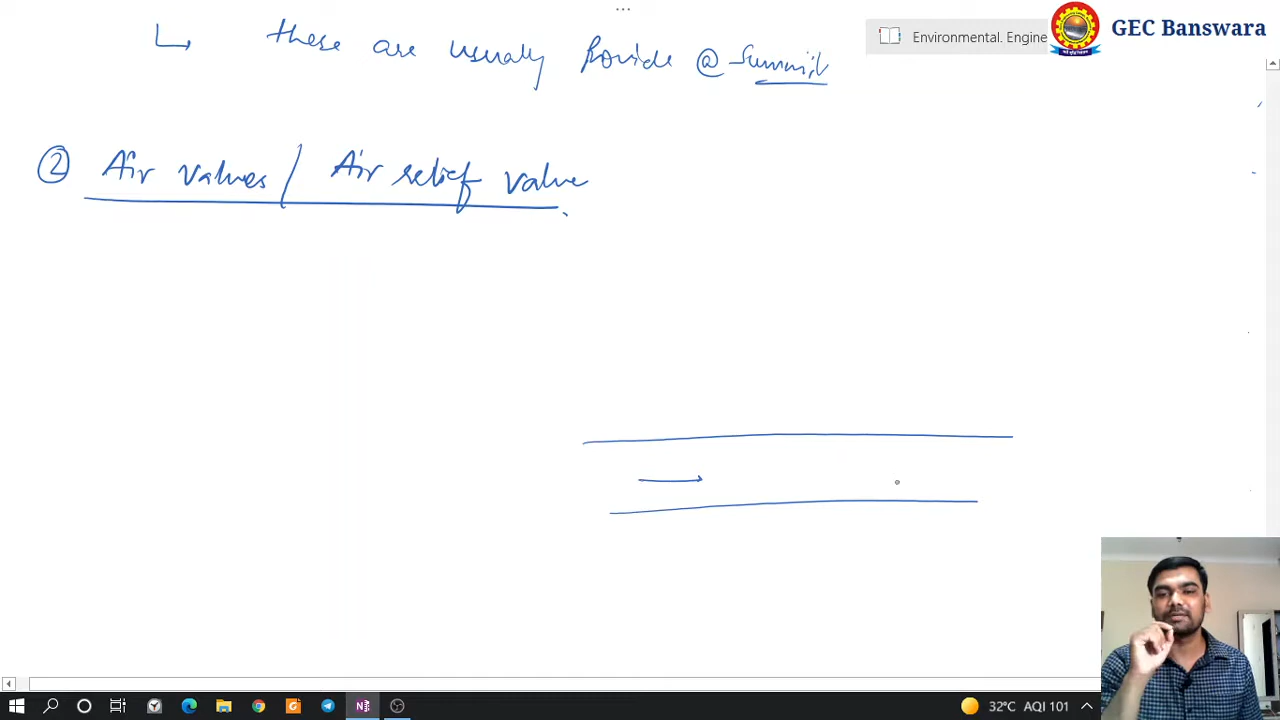 these are usually Provide @ Summit
Environmental. Engine
GEC Banswara
② Air valves / Air relief valve
32°C AQI 101